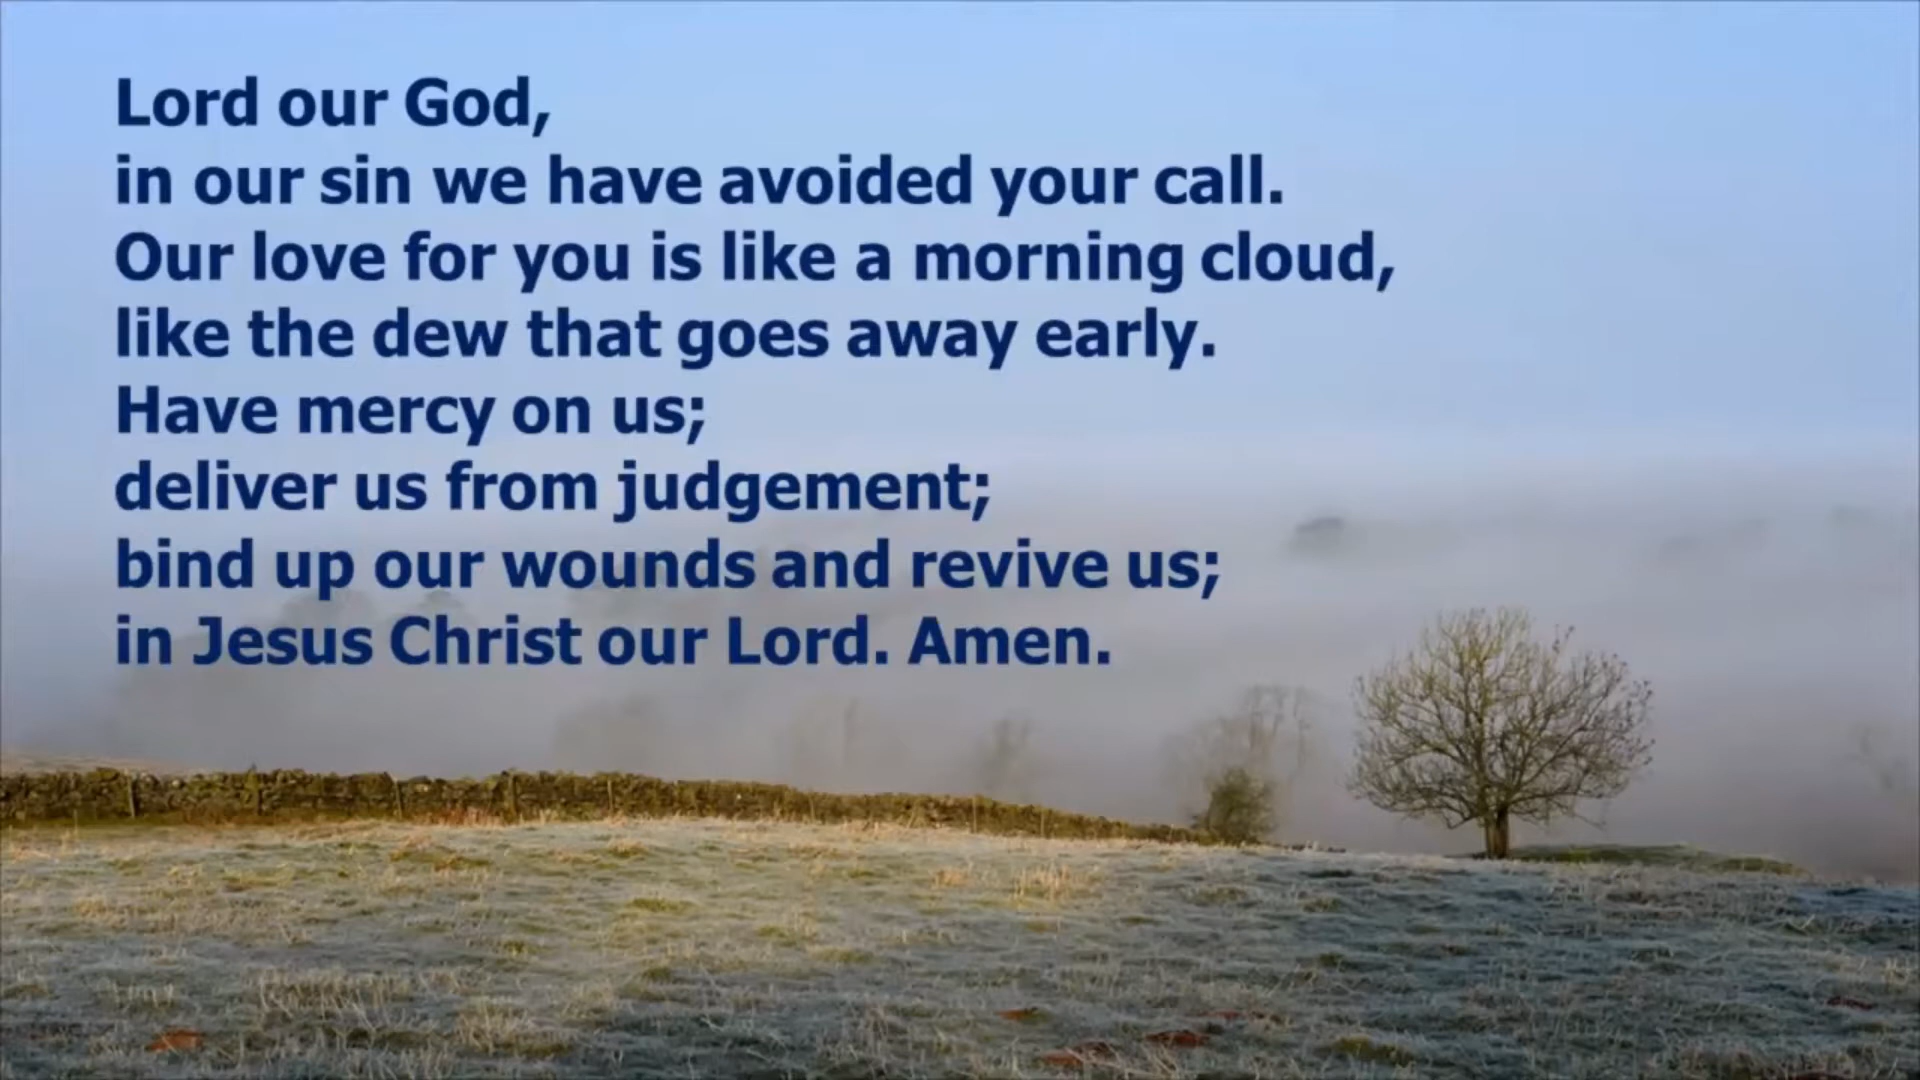 Lord our God,
in our sin we have avoided your call.
Our love for you is like a morning cloud,
like the dew that goes away early.
Have mercy on us;
deliver us from judgement;
bind up our wounds and revive us;
in Jesus Christ our Lord. Amen.